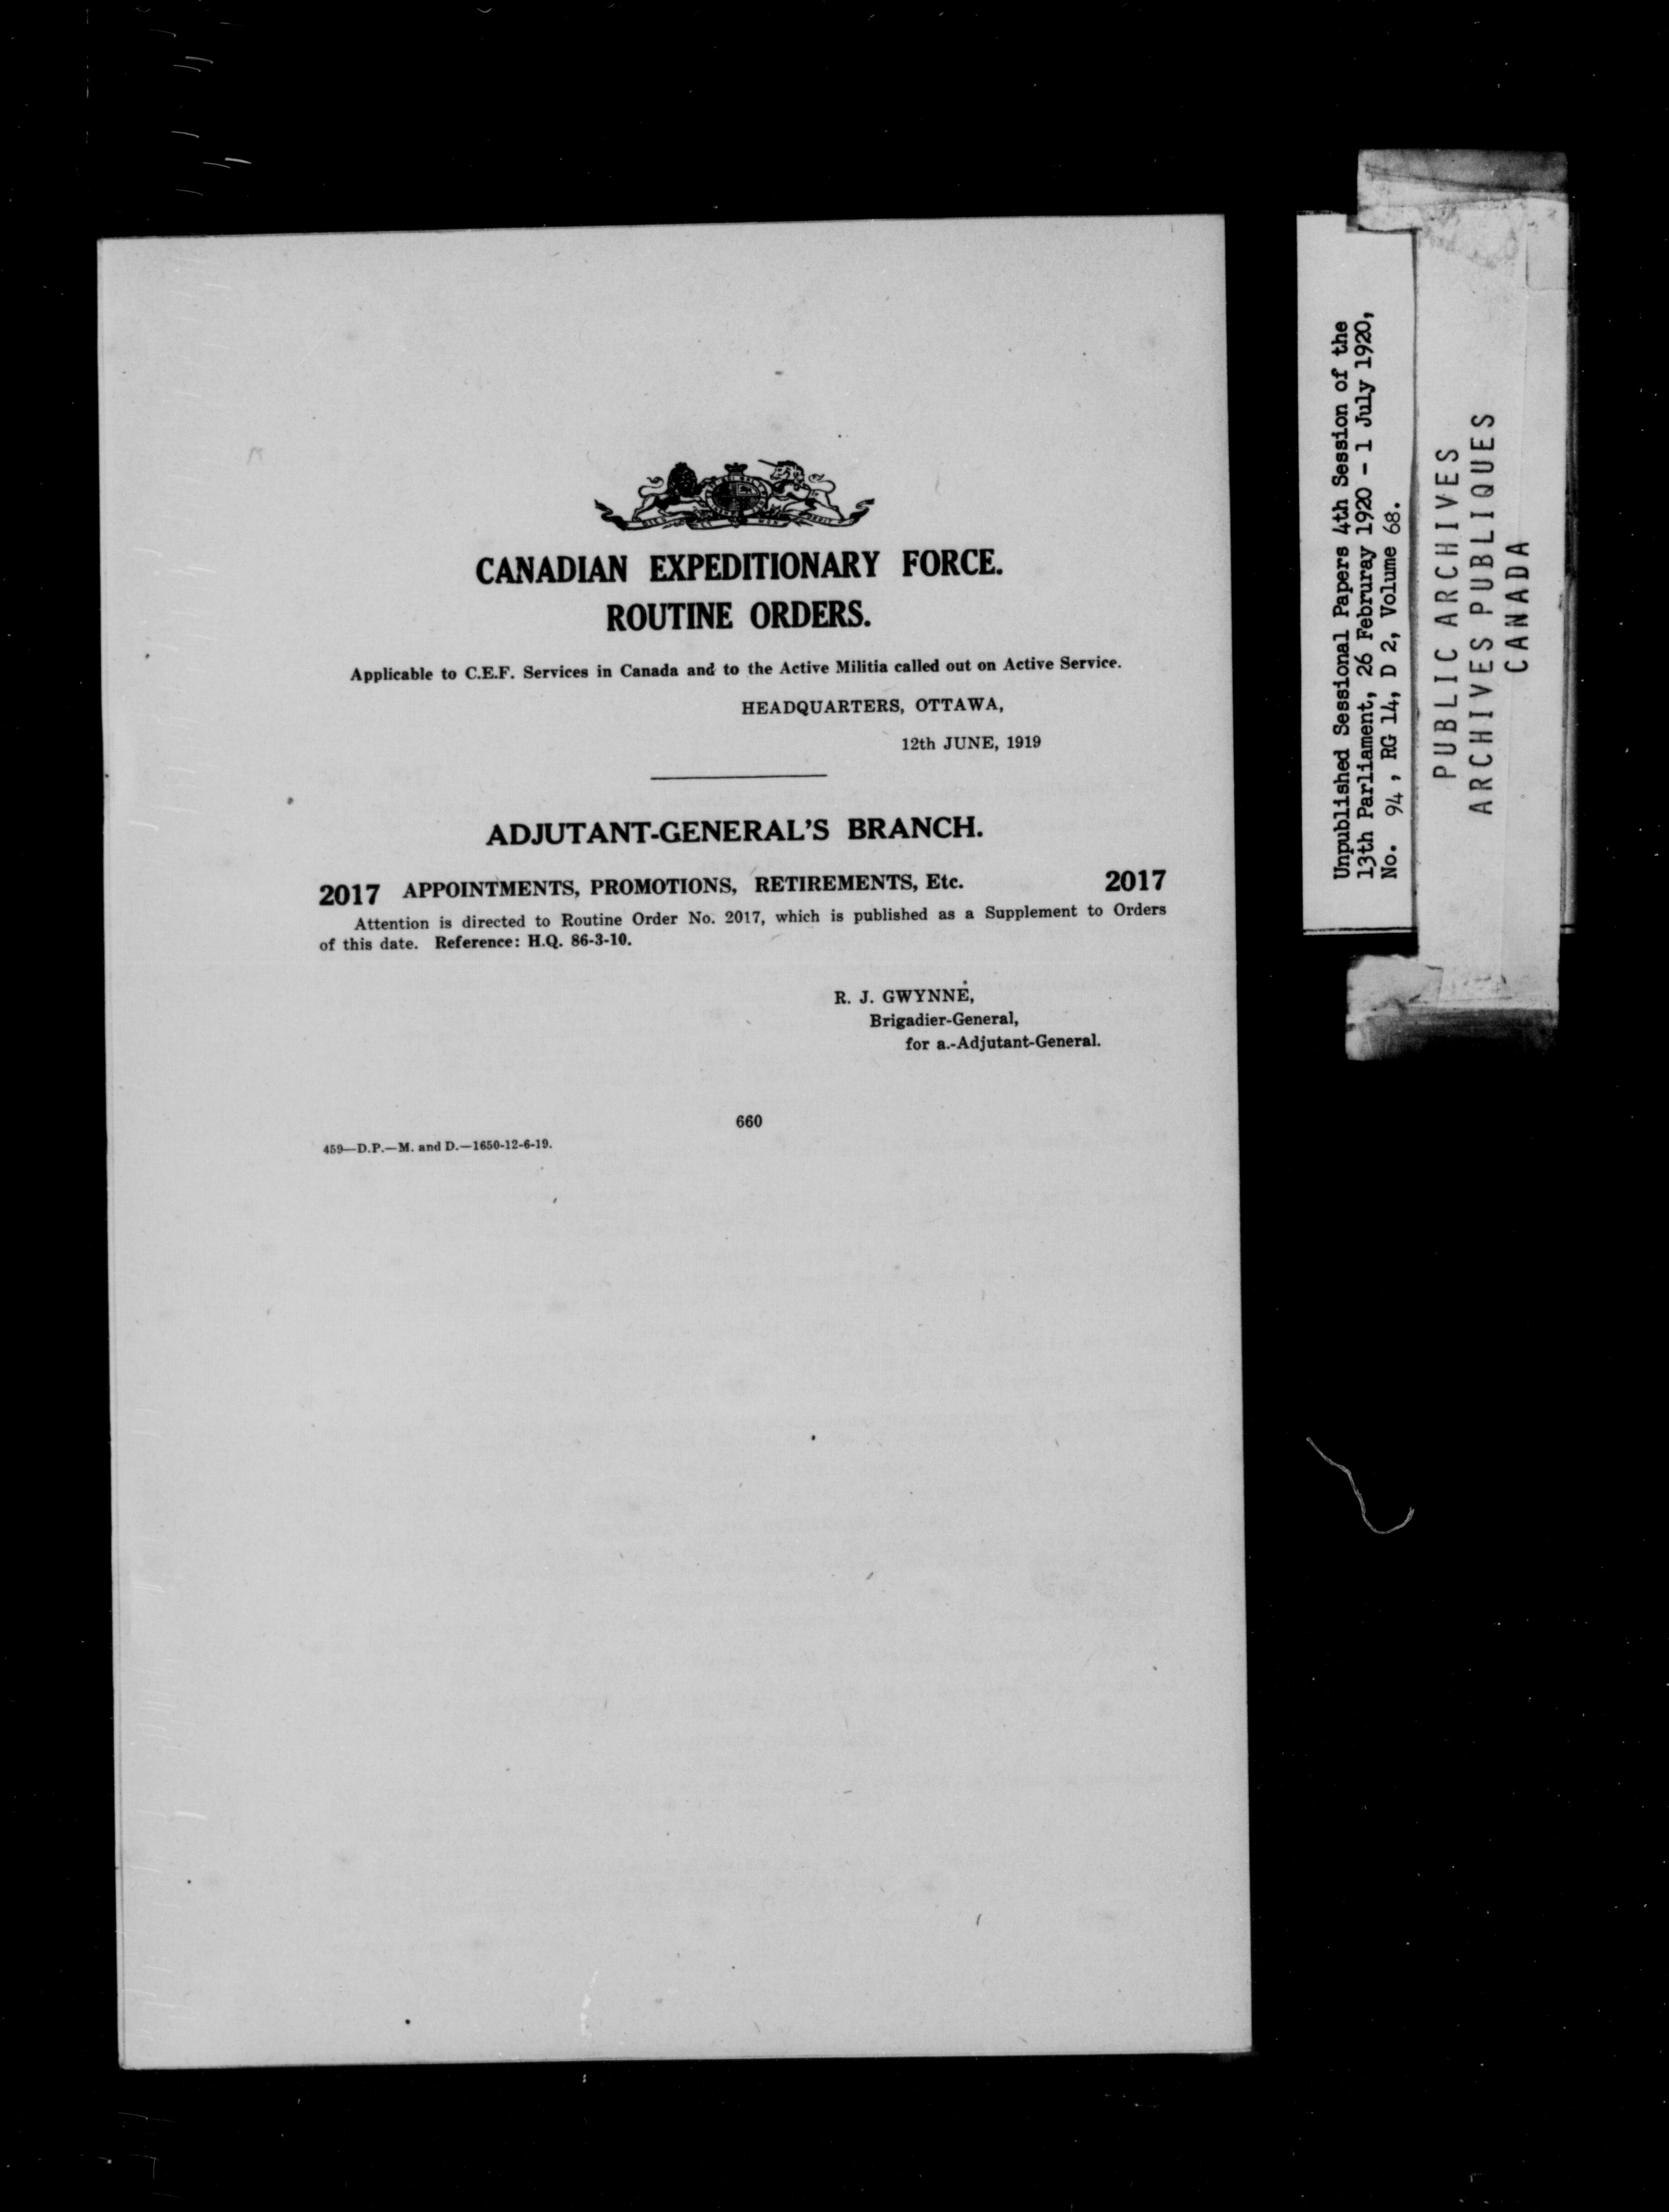 CANADIAN EXPEDITIONARY FORCE.
ROUTINE ORDERS.
Applicable to C.E.F. Services in Canada and to the Active Militia called out on Active Service.
HEADQUARTERS, OTTAWA,
12th JUNE, 1919
ADJUTANT-GENERAL'S BRANCH.
2017 APPOINTMENTS, PROMOTIONS, RETIREMENTS, Etc. 2017
Attention is directed to Routine Order No. 2017, which is published as a Supplement to Orders
of this date. Reference: H.Q. 86-3-10.
R. J. GWYNNE,
Brigadier-General,
for a.-Adjutant-General.
660
459—D.P.—M. and D.—1650-12-6-19.
Unpublished Sessional Papers 4th Session of the
13th Parliament, 26 Februray 1920 - 1 July 1920,
No. 94 , RG 14, D 2, Volume 68.
PUBLIC ARCHIVES
ARCHIVES PUBLIQUES
CANADA